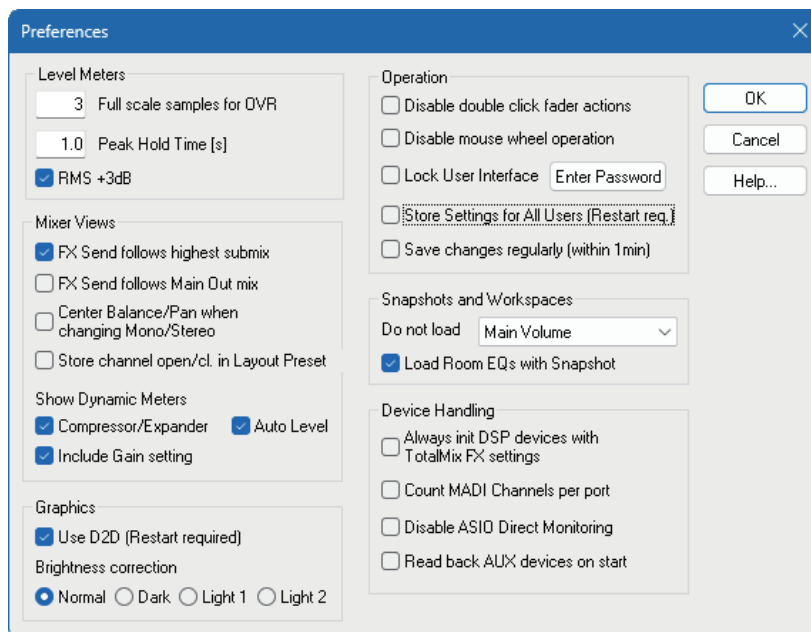 Preferences
Level Meters
3 Full scale samples for OVR
1.0 Peak Hold Time [s]
RMS +3dB
Mixer Views
FX Send follows highest submix
FX Send follows Main Out mix
Center Balance/Pan when
changing Mono/Stereo
Store channel open/cl. in Layout Preset
Show Dynamic Meters
Compressor/Expander Auto Level
Include Gain setting
Graphics
Use D2D (Restart required)
Brightness correction
Normal Dark Light 1 Light 2
Operation
Disable double click fader actions
Disable mouse wheel operation
Lock User Interface Enter Password
Store Settings for All Users (Restart req.)
Save changes regularly (within 1min)
Snapshots and Workspaces
Do not load Main Volume
Load Room EQs with Snapshot
Device Handling
Always init DSP devices with
TotalMix FX settings
Count MADI Channels per port
Disable ASIO Direct Monitoring
Read back AUX devices on start
OK
Cancel
Help...